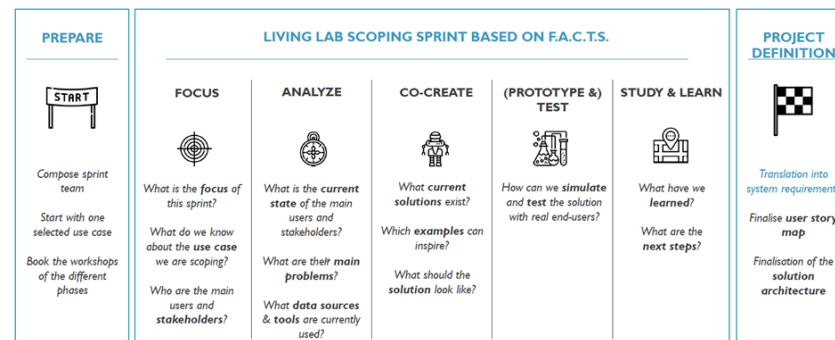 PREPARE
START
Compose sprint
team
Start with one
selected use case
Book the workshops
of the different
phases
LIVING LAB SCOPING SPRINT BASED ON F.A.C.T.S.
FOCUS
What is the focus of
this sprint?
What do we know
about the use case
we are scoping?
Who are the main
users and
stakeholders?
ANALYZE
What is the current
state of the main
users and
stakeholders?
What are their main
problems?
What data sources
& tools are currently
used?
CO-CREATE
What current
solutions exist?
Which examples can
inspire?
What should the
solution look like?
(PROTOTYPE &)
TEST
How can we simulate
and test the solution
with real end-users?
STUDY & LEARN
What have we
learned?
What are the
next steps?
PROJECT
DEFINITION
Translation into
system requirement
Finalise user story
map
Finalisation of the
solution
architecture